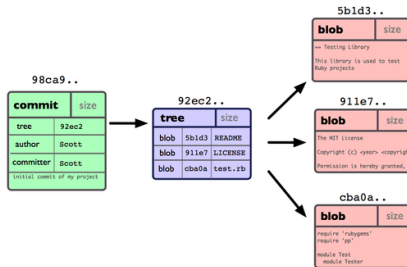 98ca9..
commit size
tree 92ec2
author Scott
committer Scott
initial commit of my project
92ec2..
tree size
blob 5b1d3 README
blob 911e7 LICENSE
blob cba0a test.rb
5b1d3..
blob size
== Testing Library
This library is used to test
Ruby projects
911e7..
blob size
The MIT License
Copyright (c) <year> <copyright
Permission is hereby granted,
cba0a..
blob size
require 'rubygems'
require 'pp'
module Test
module Tester